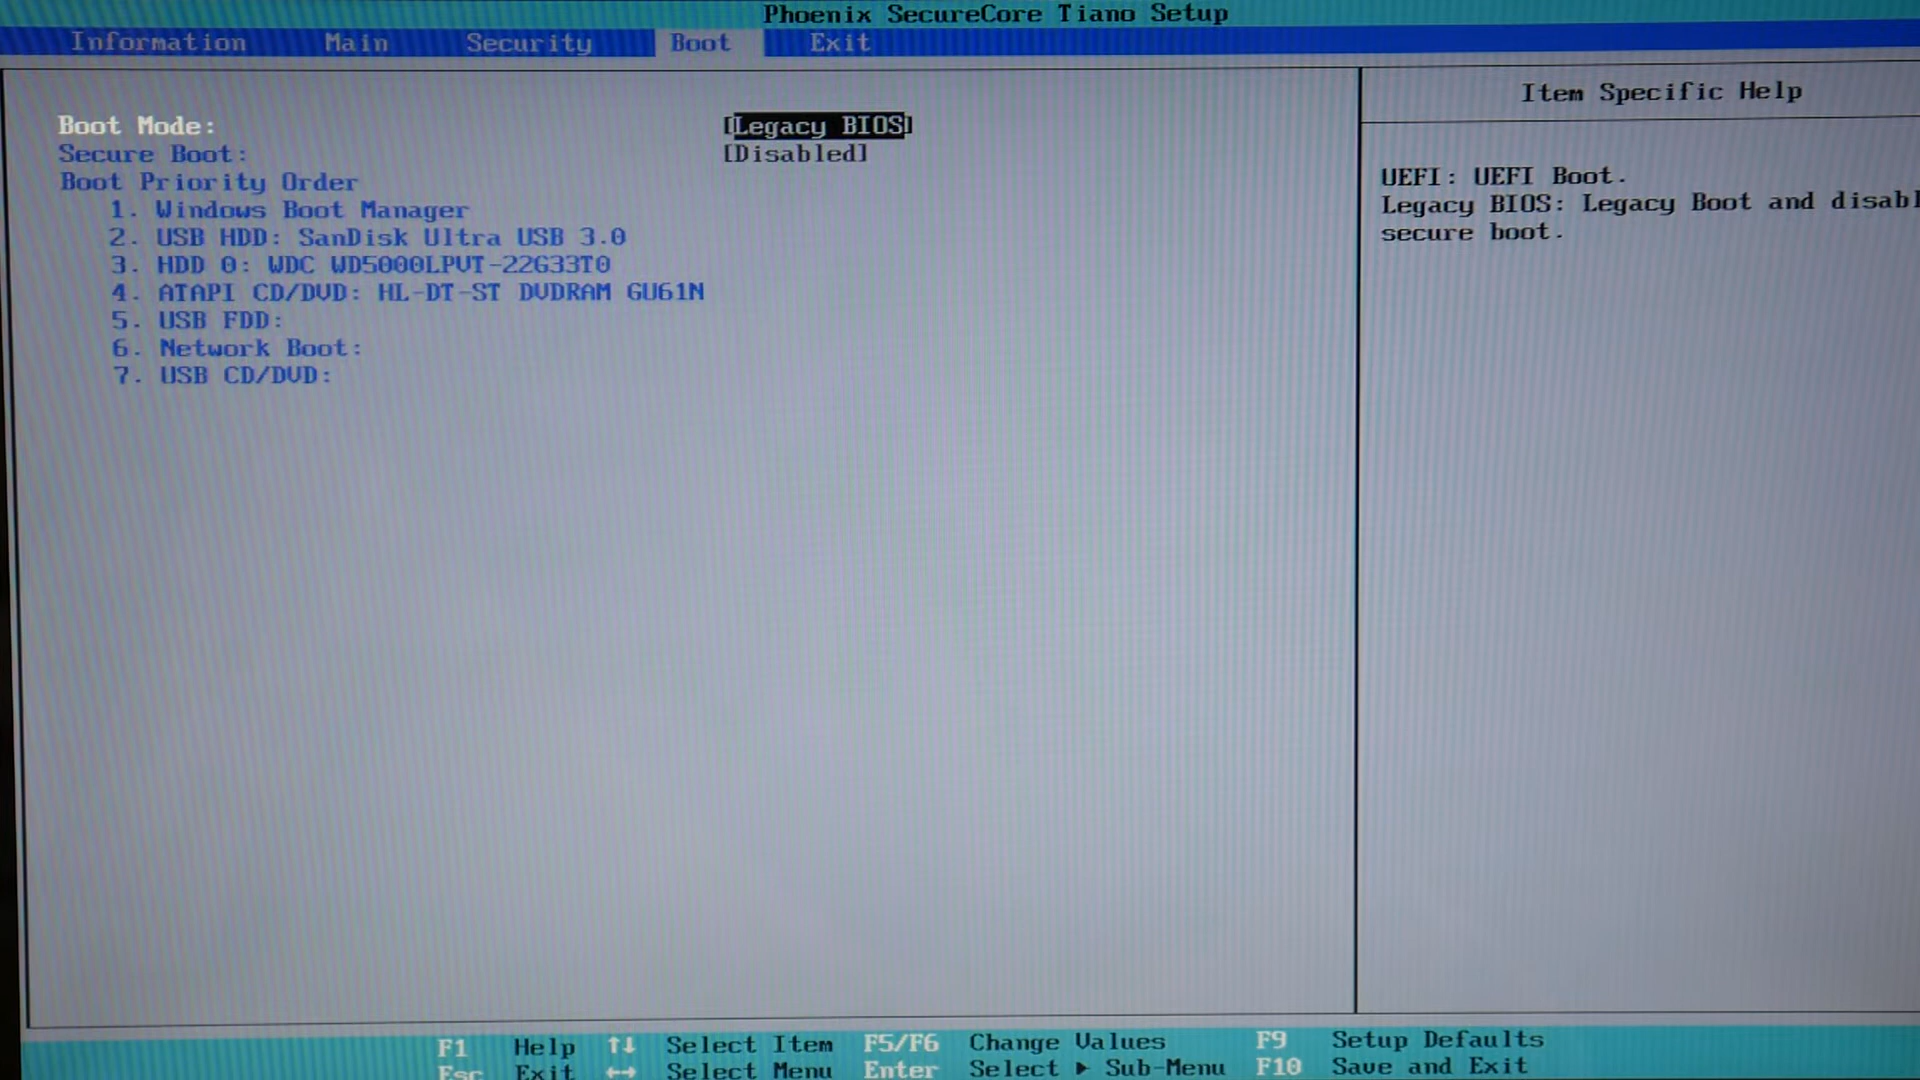 Phoenix SecureCore Tiano Setup
Information Main Security Boot Exit
Item Specific Help
Boot Mode: [Legacy BIOS]
Secure Boot: [Disabled]
Boot Priority Order
1. Windows Boot Manager
2. USB HDD: SanDisk Ultra USB 3.0
3. HDD 0: WDC WD5000LPVT-22G33T0
4. ATAPI CD/DVD: HL-DT-ST DVDRAM GU61N
5. USB FDD:
6. Network Boot:
7. USB CD/DVD:
UEFI: UEFI Boot.
Legacy BIOS: Legacy Boot and disabl
secure boot.
F1 Help ↑↓ Select Item F5/F6 Change Values F9 Setup Defaults
Esc Exit ↔ Select Menu Enter Select ► Sub-Menu F10 Save and Exit